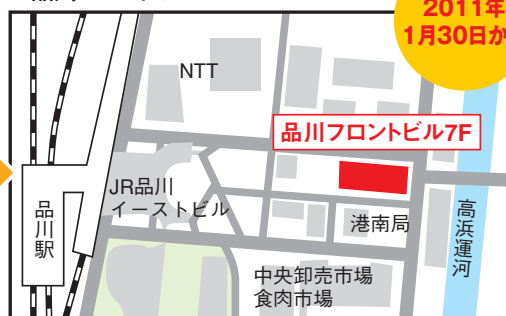 2011年
1月30日か
NTT
品川フロントビル7F
JR品川
イーストビル
品川駅
港南局
高浜運河
中央卸売市場
食肉市場